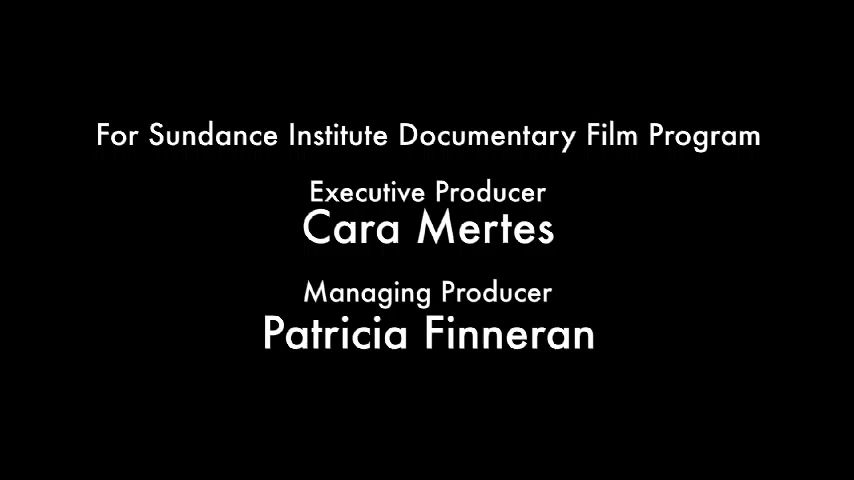 For Sundance Institute Documentary Film Program
Executive Producer
Cara Mertes
Managing Producer
Patricia Finneran